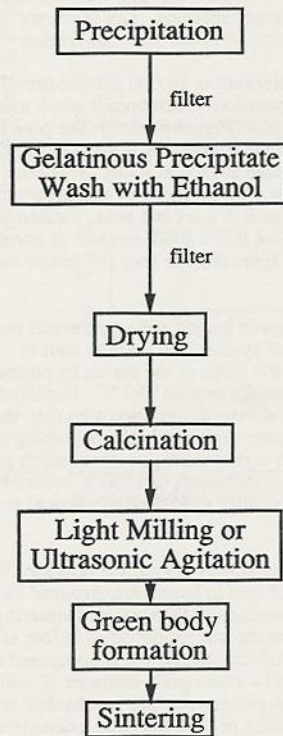 Precipitation
filter
Gelatinous Precipitate
Wash with Ethanol
filter
Drying
Calcination
Light Milling or
Ultrasonic Agitation
Green body
formation
Sintering